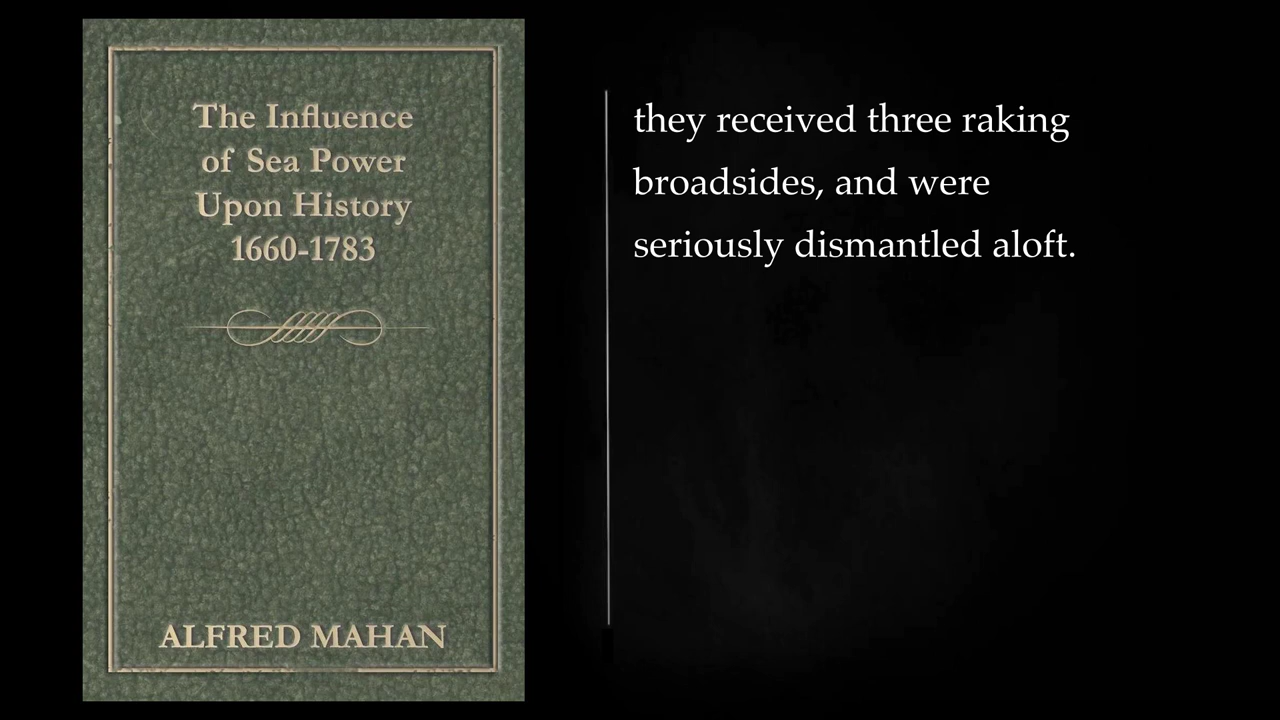 The Influence
of Sea Power
Upon History
1660-1783
ALFRED MAHAN
they received three raking
broadsides, and were
seriously dismantled aloft.